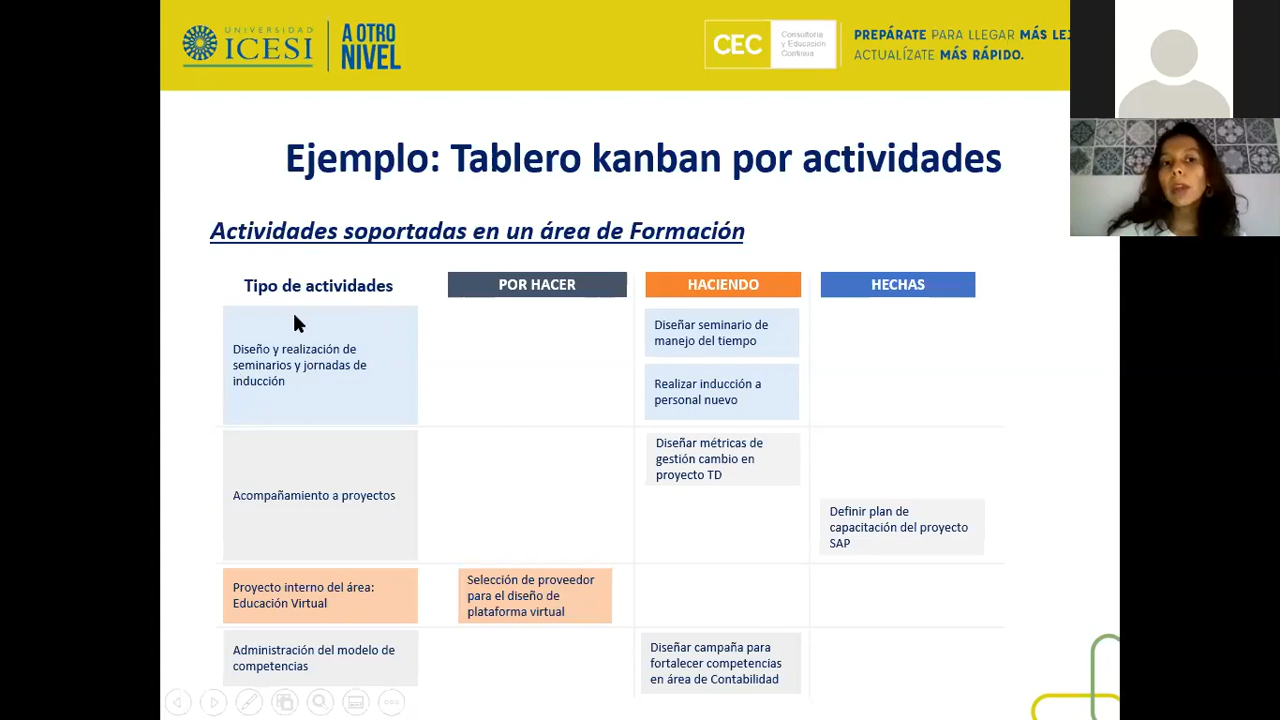 UNIVERSIDAD
ICESI
A OTRO
NIVEL
CEC
Consultoría
y Educación
Continua
PREPÁRATE PARA LLEGAR MÁS
ACTUALÍZATE MÁS RÁPIDO.
Ejemplo: Tablero kanban por actividades
Actividades soportadas en un área de Formación
Tipo de actividades
POR HACER
HACIENDO
HECHAS
Diseño y realización de
seminarios y jornadas de
inducción
Diseñar seminario de
manejo del tiempo
Realizar inducción a
personal nuevo
Acompañamiento a proyectos
Diseñar métricas de
gestión cambio en
proyecto TD
Definir plan de
capacitación del proyecto
SAP
Proyecto interno del área:
Educación Virtual
Selección de proveedor
para el diseño de
plataforma virtual
Administración del modelo de
competencias
Diseñar campaña para
fortalecer competencias
en área de Contabilidad